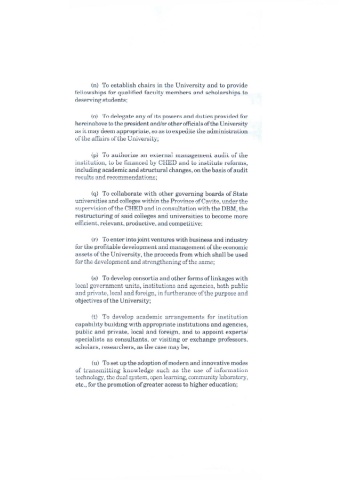 (n) To establish chairs in the University and to provide
fellowships for qualified faculty members and scholarships to
deserving students;
(o) To delegate any of its powers and duties provided for
hereinabove to the president and/or other officials of the University
as it may deem appropriate, so as to expedite the administration
of the affairs of the University;
(p) To authorize an external management audit of the
institution, to be financed by CHED and to institute reforms,
including academic and structural changes, on the basis of audit
results and recommendations;
(q) To collaborate with other governing boards of State
universities and colleges within the Province of Cavite, under the
supervision of the CHED and in consultation with the DBM, the
restructuring of said colleges and universities to become more
efficient, relevant, productive, and competitive;
(r) To enter into joint ventures with business and industry
for the profitable development and management of the economic
assets of the University, the proceeds from which shall be used
for the development and strengthening of the same;
(s) To develop consortia and other forms of linkages with
local government units, institutions and agencies, both public
and private, local and foreign, in furtherance of the purpose and
objectives of the University;
(t) To develop academic arrangements for institution
capability building with appropriate institutions and agencies,
public and private, local and foreign, and to appoint experts/
specialists as consultants, or visiting or exchange professors,
scholars, researchers, as the case may be,
(u) To set up the adoption of modern and innovative modes
of transmitting knowledge such as the use of information
technology, the dual system, open learning, community laboratory,
etc., for the promotion of greater access to higher education;